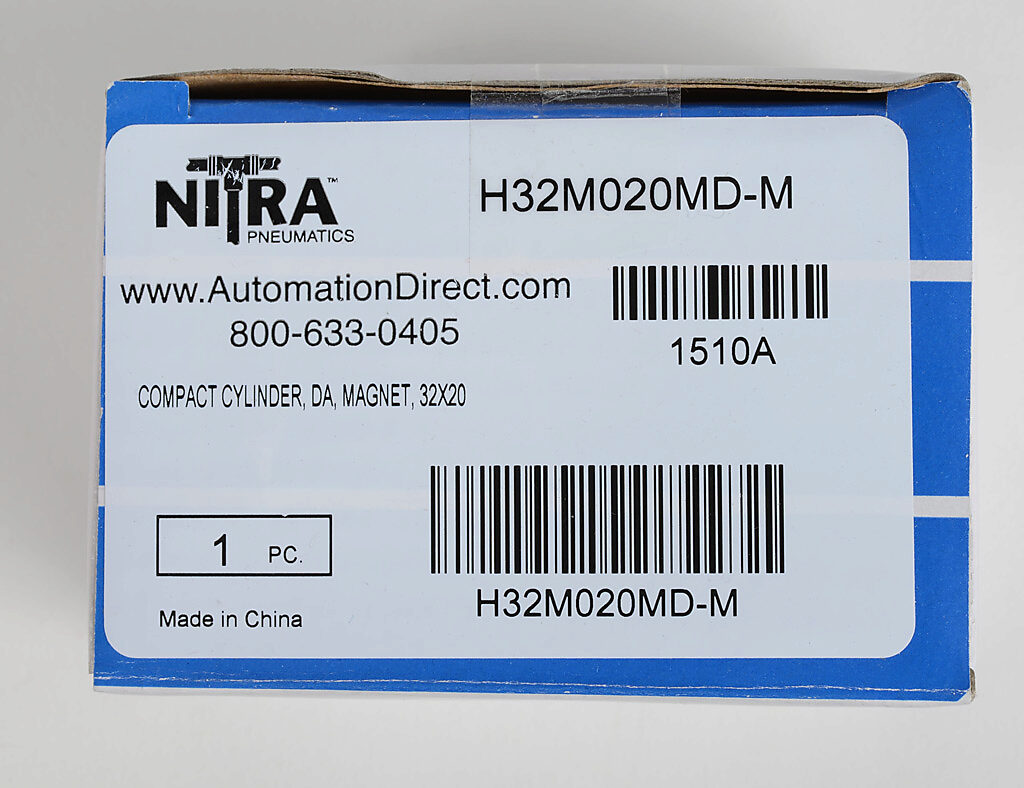 NITRA™
PNEUMATICS
H32M020MD-M
www.AutomationDirect.com
800-633-0405
1510A
COMPACT CYLINDER, DA, MAGNET, 32X20
1 PC.
H32M020MD-M
Made in China